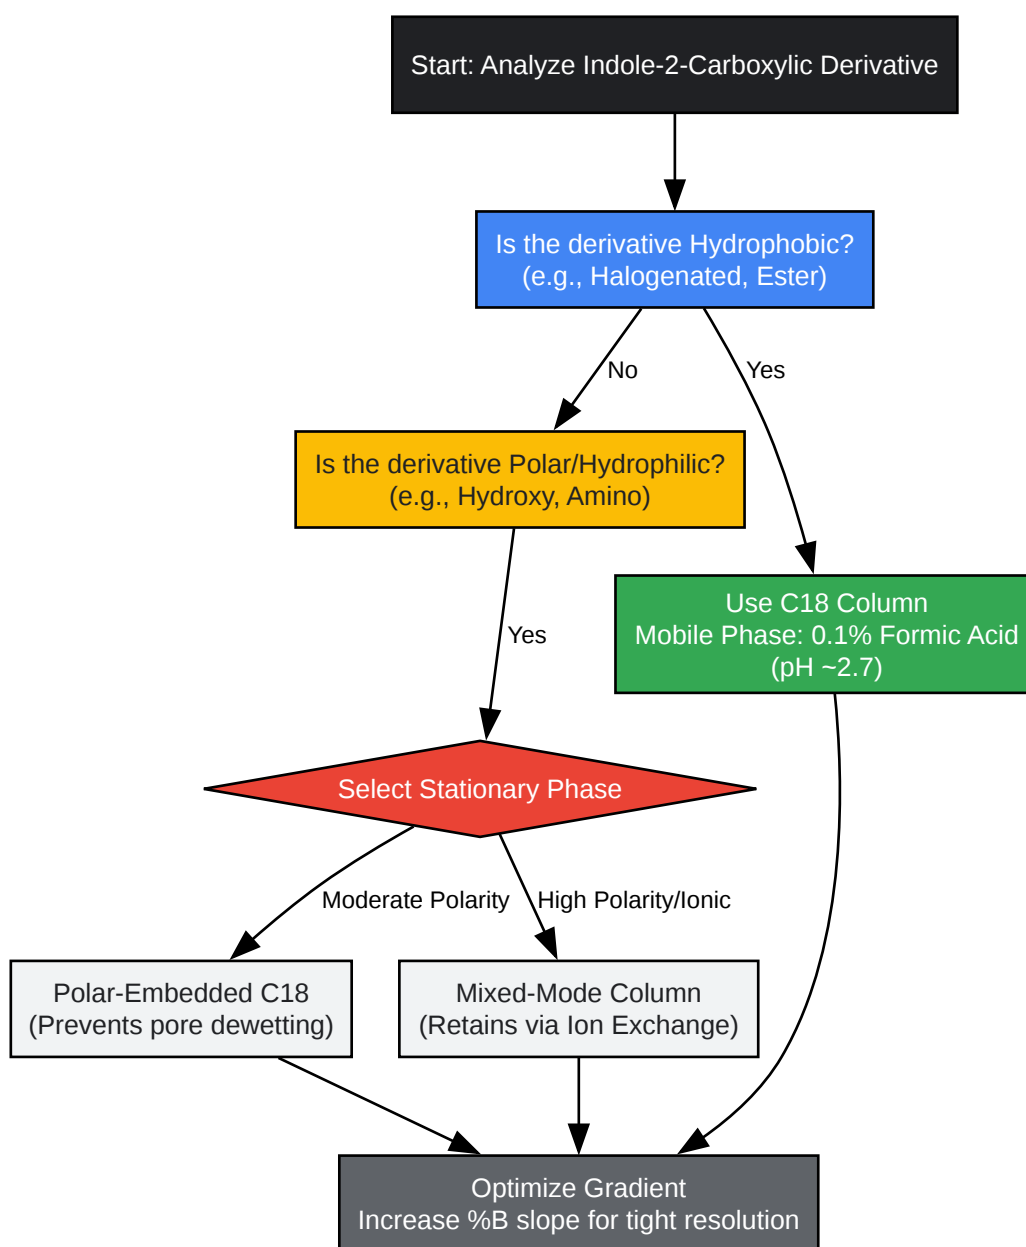 Start: Analyze Indole-2-Carboxylic Derivative
Is the derivative Hydrophobic?
(e.g., Halogenated, Ester)
No
Yes
Is the derivative Polar/Hydrophilic?
(e.g., Hydroxy, Amino)
Use C18 Column
Mobile Phase: 0.1% Formic Acid
(pH ~2.7)
Yes
Select Stationary Phase
Moderate Polarity
High Polarity/Ionic
Polar-Embedded C18
(Prevents pore dewetting)
Mixed-Mode Column
(Retains via Ion Exchange)
Optimize Gradient
Increase %B slope for tight resolution